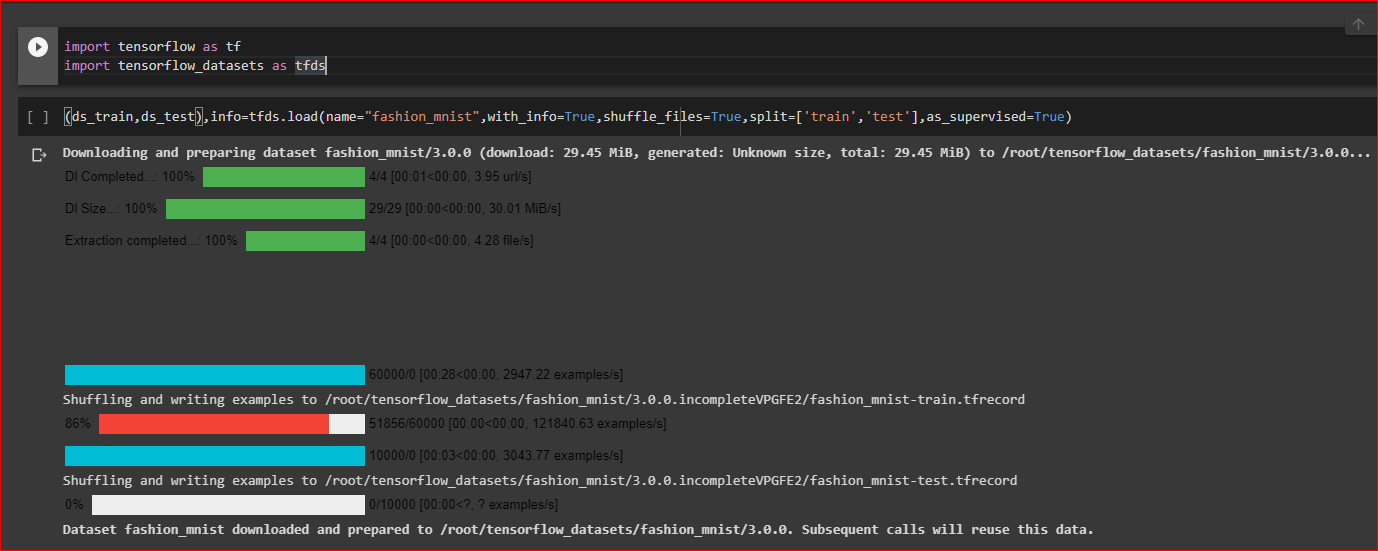 import tensorflow as tf
import tensorflow_datasets as tfds
[ ] (ds_train,ds_test),info=tfds.load(name="fashion_mnist",with_info=True,shuffle_files=True,split=['train','test'],as_supervised=True)
Downloading and preparing dataset fashion_mnist/3.0.0 (download: 29.45 MiB, generated: Unknown size, total: 29.45 MiB) to /root/tensorflow_datasets/fashion_mnist/3.0.0...
Dl Completed...: 100% 4/4 [00:01<00:00, 3.95 url/s]
Dl Size...: 100% 29/29 [00:00<00:00, 30.01 MiB/s]
Extraction completed...: 100% 4/4 [00:00<00:00, 4.28 file/s]
60000/0 [00:28<00:00, 2947.22 examples/s]
Shuffling and writing examples to /root/tensorflow_datasets/fashion_mnist/3.0.0.incompleteVPGFE2/fashion_mnist-train.tfrecord
86% 51856/60000 [00:00<00:00, 121840.63 examples/s]
10000/0 [00:03<00:00, 3043.77 examples/s]
Shuffling and writing examples to /root/tensorflow_datasets/fashion_mnist/3.0.0.incompleteVPGFE2/fashion_mnist-test.tfrecord
0% 0/10000 [00:00<?, ? examples/s]
Dataset fashion_mnist downloaded and prepared to /root/tensorflow_datasets/fashion_mnist/3.0.0. Subsequent calls will reuse this data.